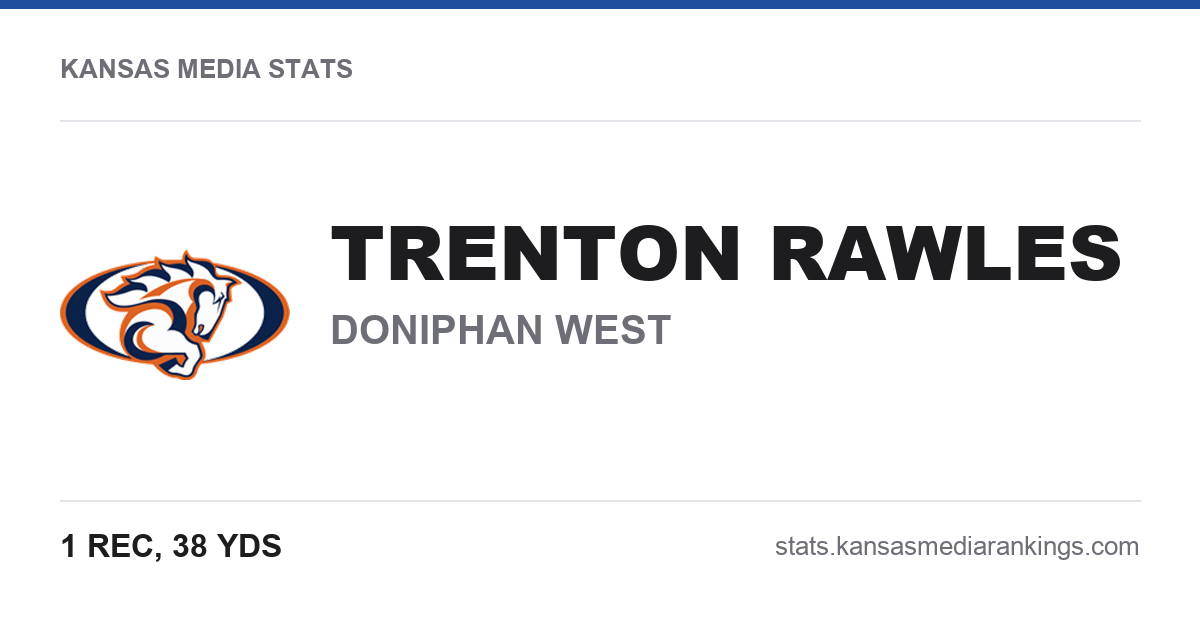 KANSAS MEDIA STATS
TRENTON RAWLES
DONIPHAN WEST
1 REC, 38 YDS
stats.kansasmediarankings.com